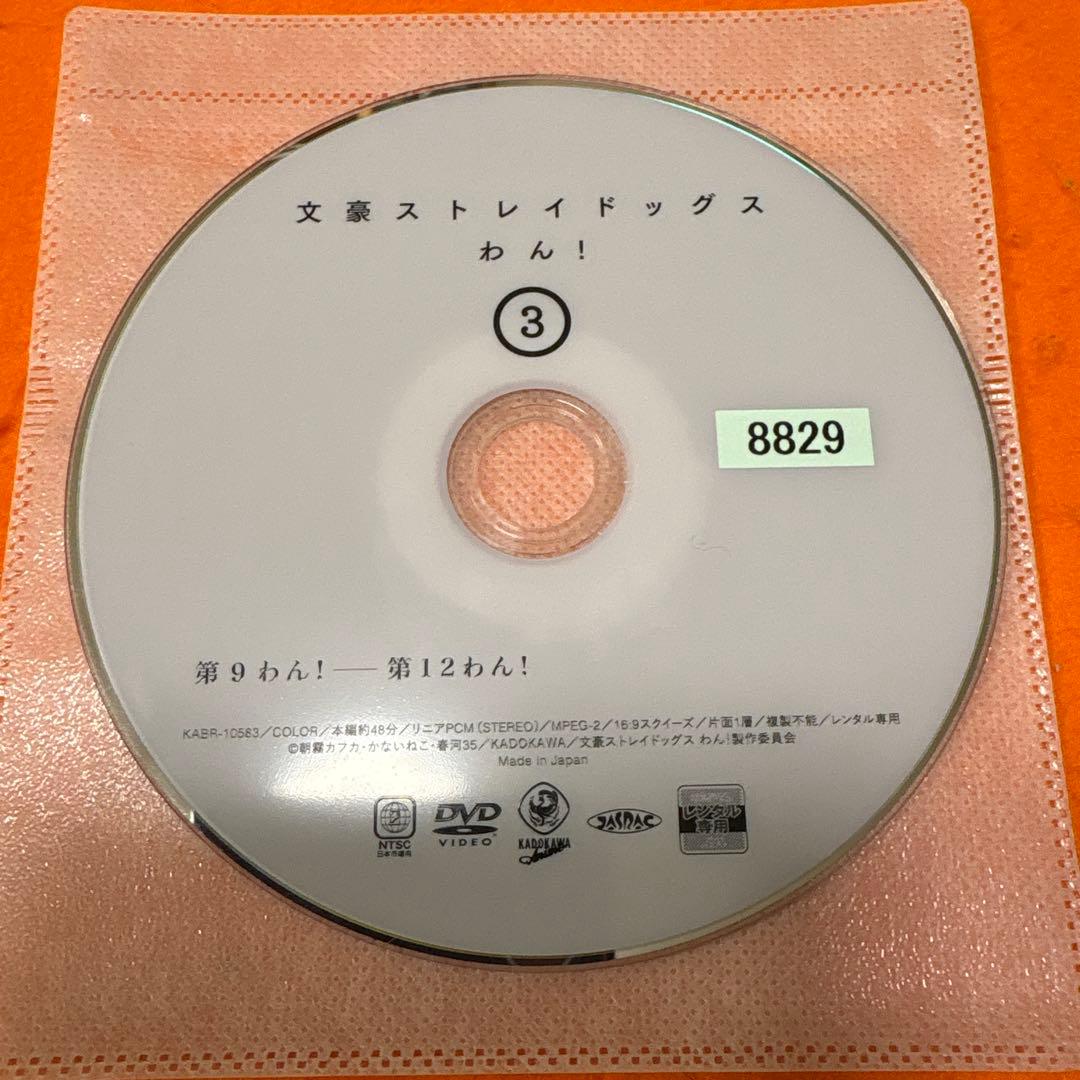 文豪ストレイドッグス
わん!
3
8829
第9わん!――第12わん!
KABR-10583/COLOR/本編約48分/リニアPCM(STEREO)/MPEG-2/16:9スクイーズ/片面1層/複製不能/レンタル専用
©朝霧カフカ・かないねこ・春河35/KADOKAWA/文豪ストレイドッグス わん!製作委員会
Made in Japan
2
NTSC
日本市場向
DVD
VIDEO
KADOKAWA
Anime
JASRAC
レンタル
専用